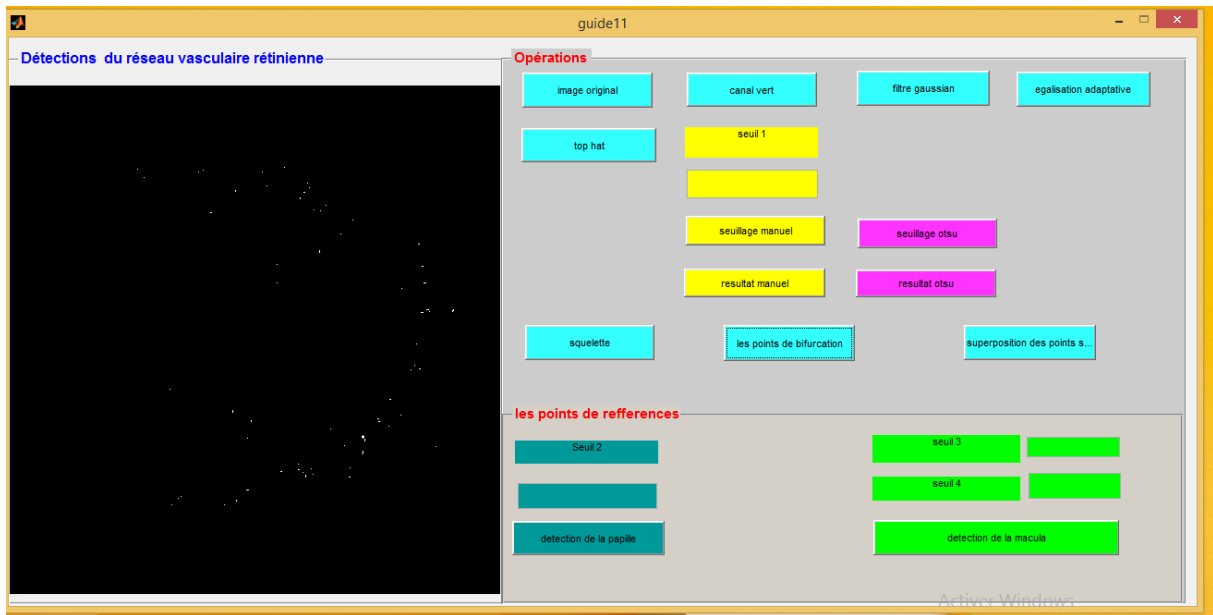 guide11
Détections du réseau vasculaire rétinienne
Opérations
image original
canal vert
filtre gaussian
egalisation adaptative
top hat
seuil 1
seuillage manuel
seuillage otsu
resultat manuel
resultat otsu
squelette
les points de bifurcation
superposition des points s...
les points de refferences
Seuil 2
seuil 3
seuil 4
detection de la papille
detection de la macula
Activer Windows